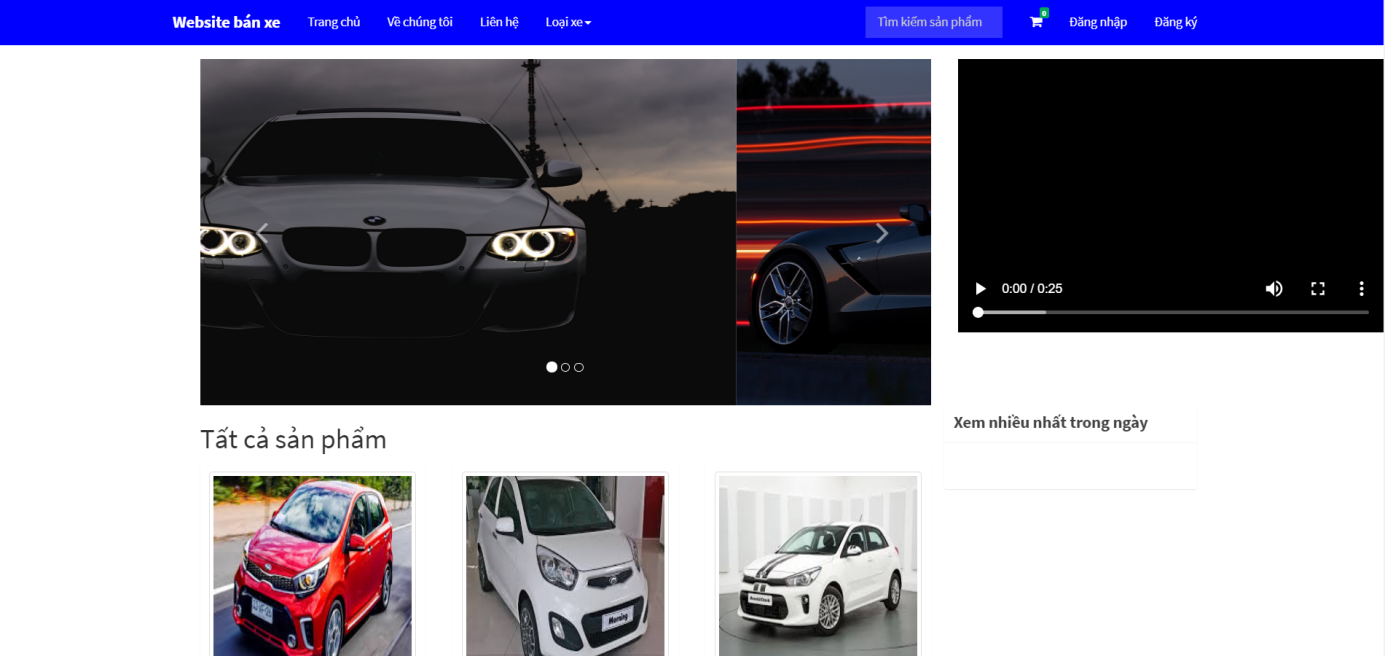 Website bán xe
Trang chủ
Về chúng tôi
Liên hệ
Loại xe
Tìm kiếm sản phẩm
0
Đăng nhập
Đăng ký
0:00 / 0:25
Xem nhiều nhất trong ngày
Tất cả sản phẩm
Morning